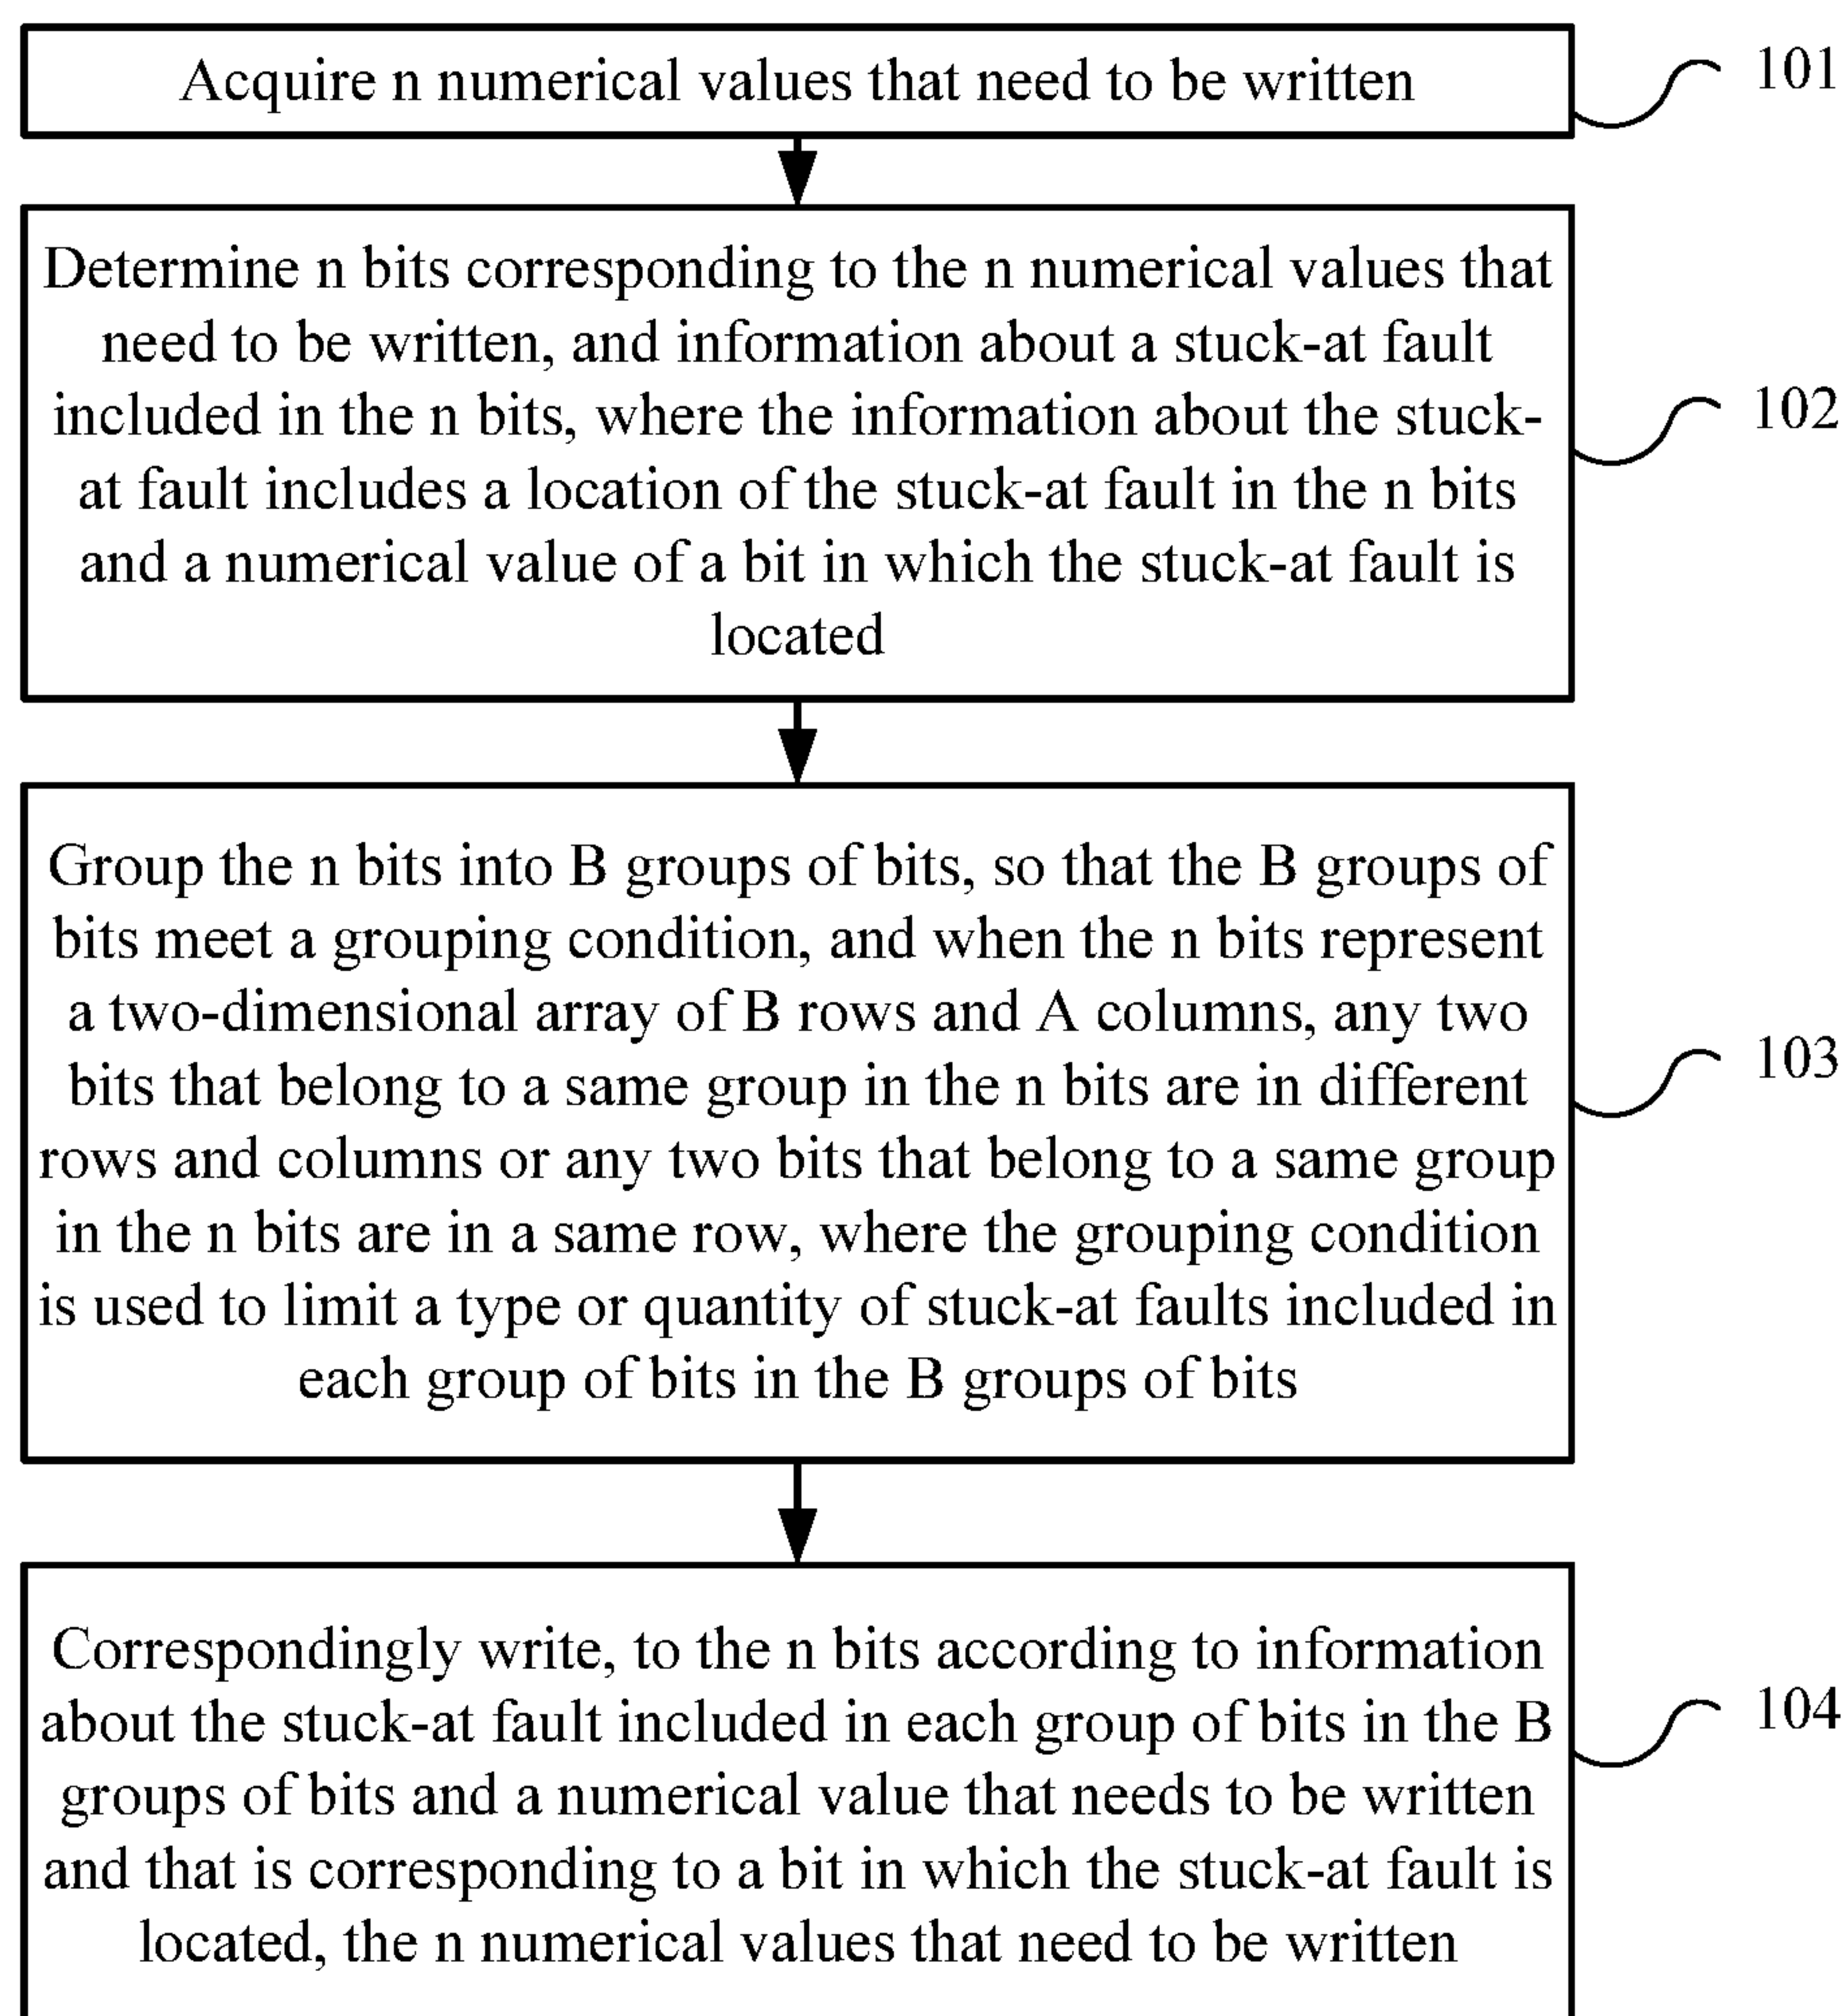 Acquire n numerical values that need to be written
101
Determine n bits corresponding to the n numerical values that
need to be written, and information about a stuck-at fault
included in the n bits, where the information about the stuck-
at fault includes a location of the stuck-at fault in the n bits
and a numerical value of a bit in which the stuck-at fault is
located
102
Group the n bits into B groups of bits, so that the B groups of
bits meet a grouping condition, and when the n bits represent
a two-dimensional array of B rows and A columns, any two
bits that belong to a same group in the n bits are in different
rows and columns or any two bits that belong to a same group
in the n bits are in a same row, where the grouping condition
is used to limit a type or quantity of stuck-at faults included in
each group of bits in the B groups of bits
103
Correspondingly write, to the n bits according to information
about the stuck-at fault included in each group of bits in the B
groups of bits and a numerical value that needs to be written
and that is corresponding to a bit in which the stuck-at fault is
located, the n numerical values that need to be written
104